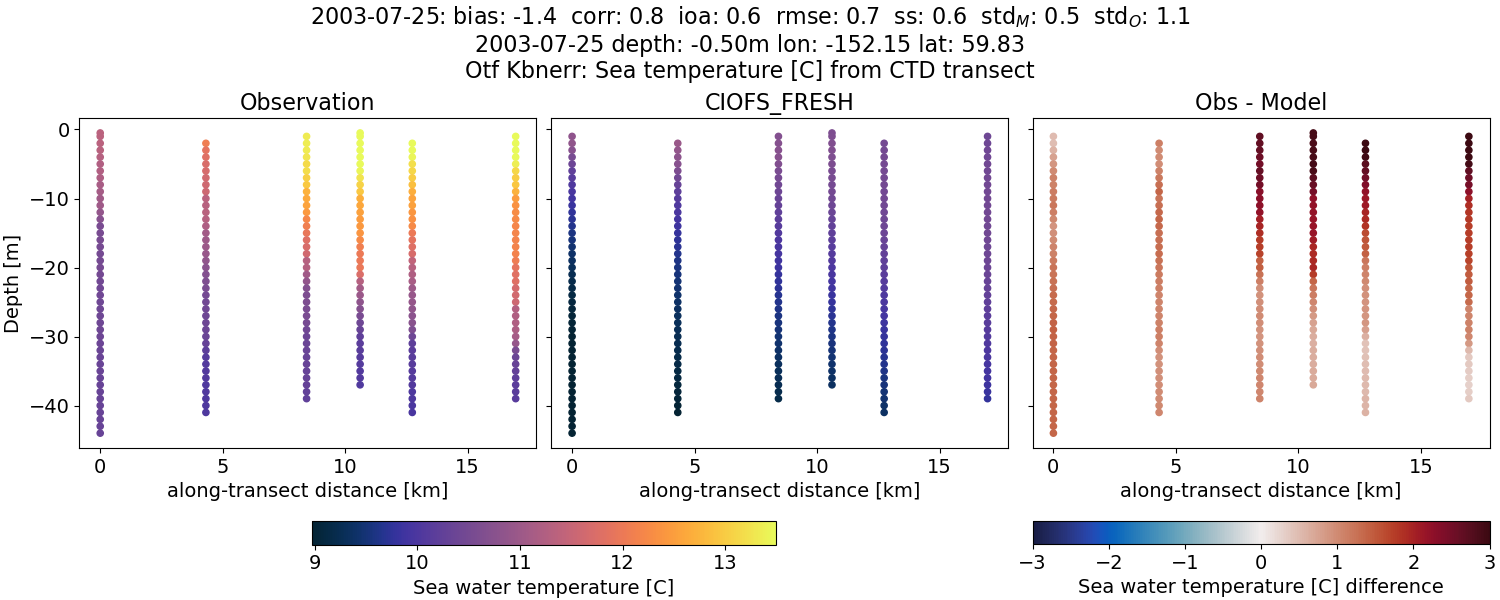 2003-07-25: bias: -1.4  corr: 0.8  ioa: 0.6  rmse: 0.7  ss: 0.6  std_M: 0.5  std_O: 1.1
2003-07-25 depth: -0.50m lon: -152.15 lat: 59.83
Otf Kbnerr: Sea temperature [C] from CTD transect
Observation
CIOFS_FRESH
Obs - Model
Depth [m]
0
−10
−20
−30
−40
0 5 10 15
0 5 10 15
0 5 10 15
along-transect distance [km]
along-transect distance [km]
along-transect distance [km]
9 10 11 12 13
Sea water temperature [C]
−3 −2 −1 0 1 2 3
Sea water temperature [C] difference